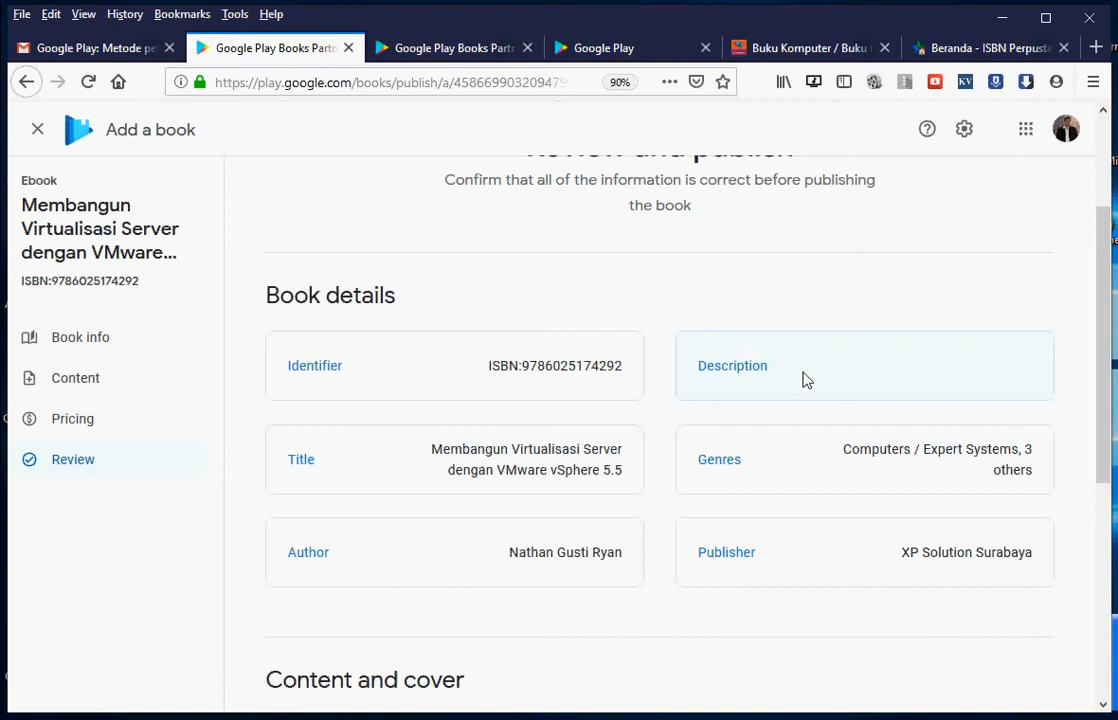 File Edit View History Bookmarks Tools Help
Google Play: Metode pe
Google Play Books Partn
Google Play Books Partn
Google Play
Buku Komputer / Buku
Beranda - ISBN Perpusta
https://play.google.com/books/publish/a/45866990320947
90%
Add a book
Ebook
Membangun
Virtualisasi Server
dengan VMware...
ISBN:9786025174292
Book info
Content
Pricing
Review
Review and publish
Confirm that all of the information is correct before publishing
the book
Book details
Identifier
ISBN:9786025174292
Description
Title
Membangun Virtualisasi Server
dengan VMware vSphere 5.5
Genres
Computers / Expert Systems, 3
others
Author
Nathan Gusti Ryan
Publisher
XP Solution Surabaya
Content and cover